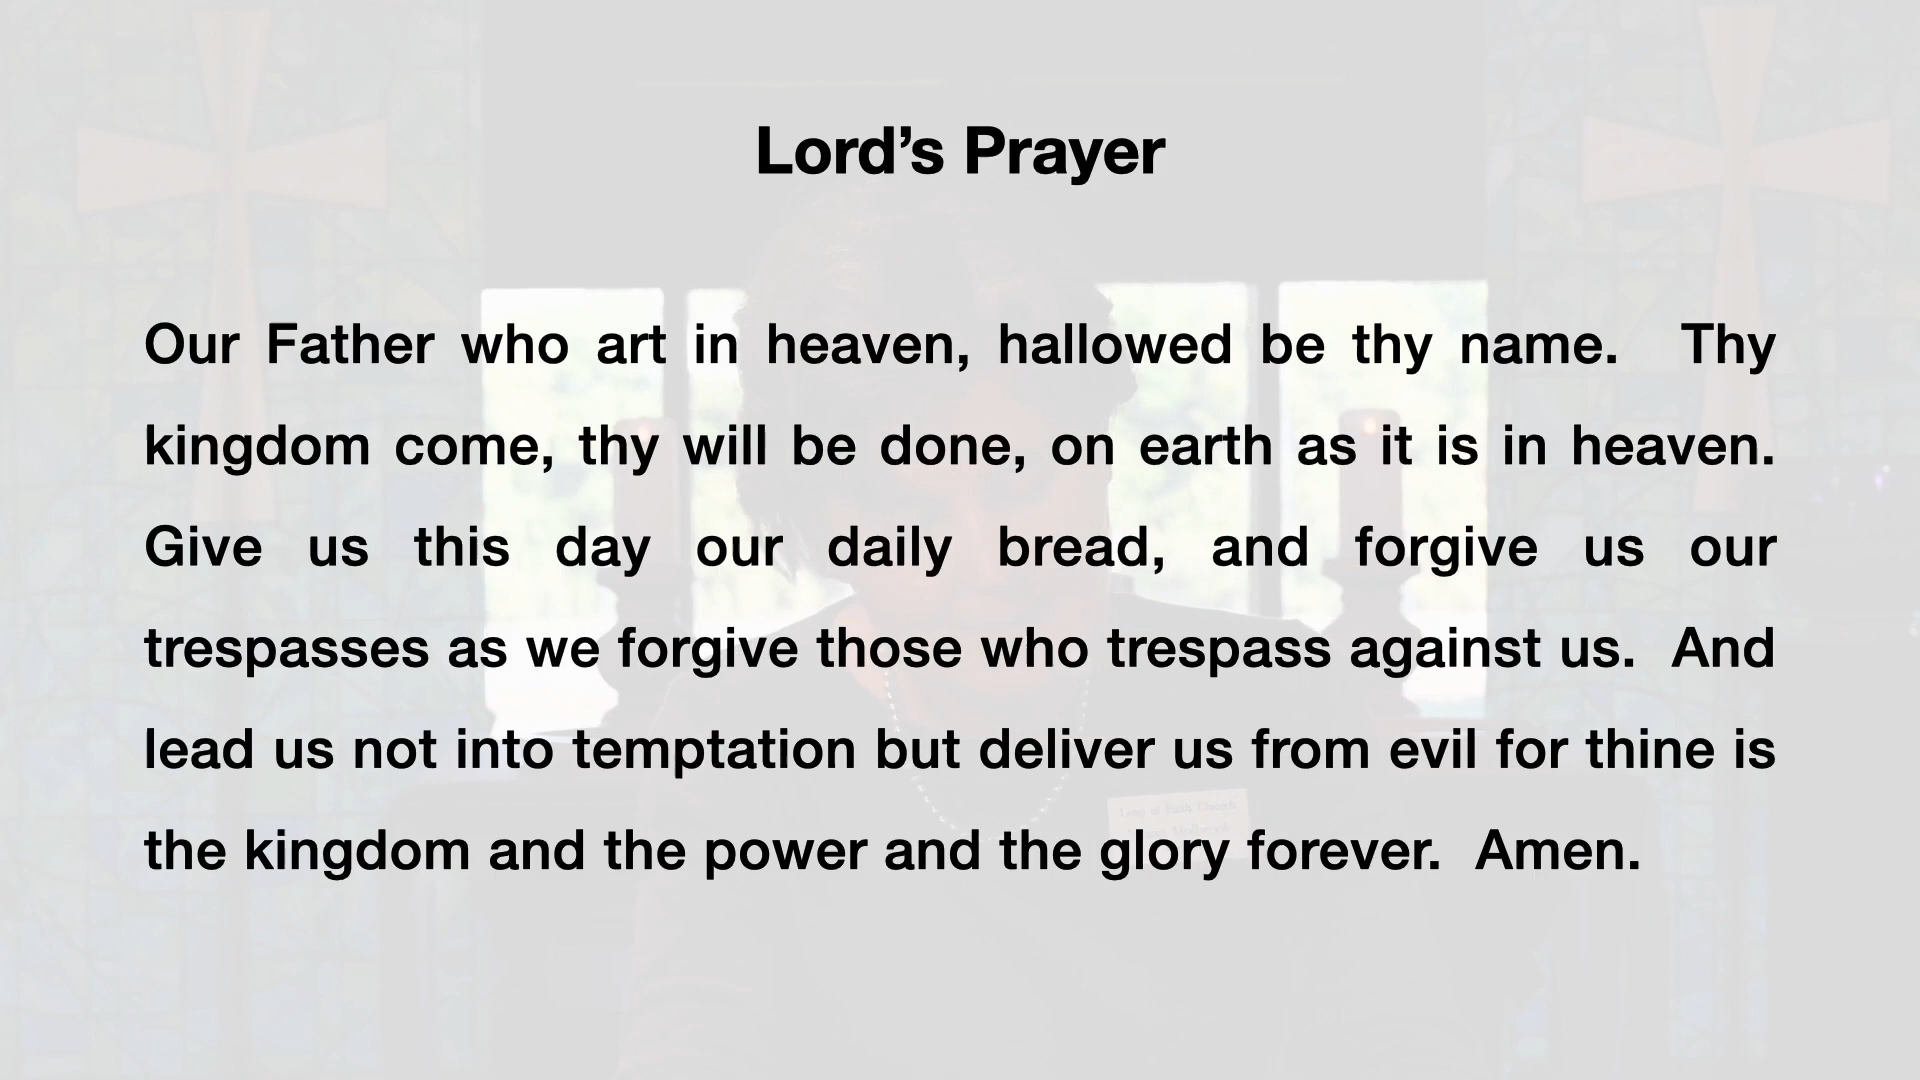 Lord’s Prayer
Our Father who art in heaven, hallowed be thy name. Thy
kingdom come, thy will be done, on earth as it is in heaven.
Give us this day our daily bread, and forgive us our
trespasses as we forgive those who trespass against us. And
lead us not into temptation but deliver us from evil for thine is
the kingdom and the power and the glory forever. Amen.